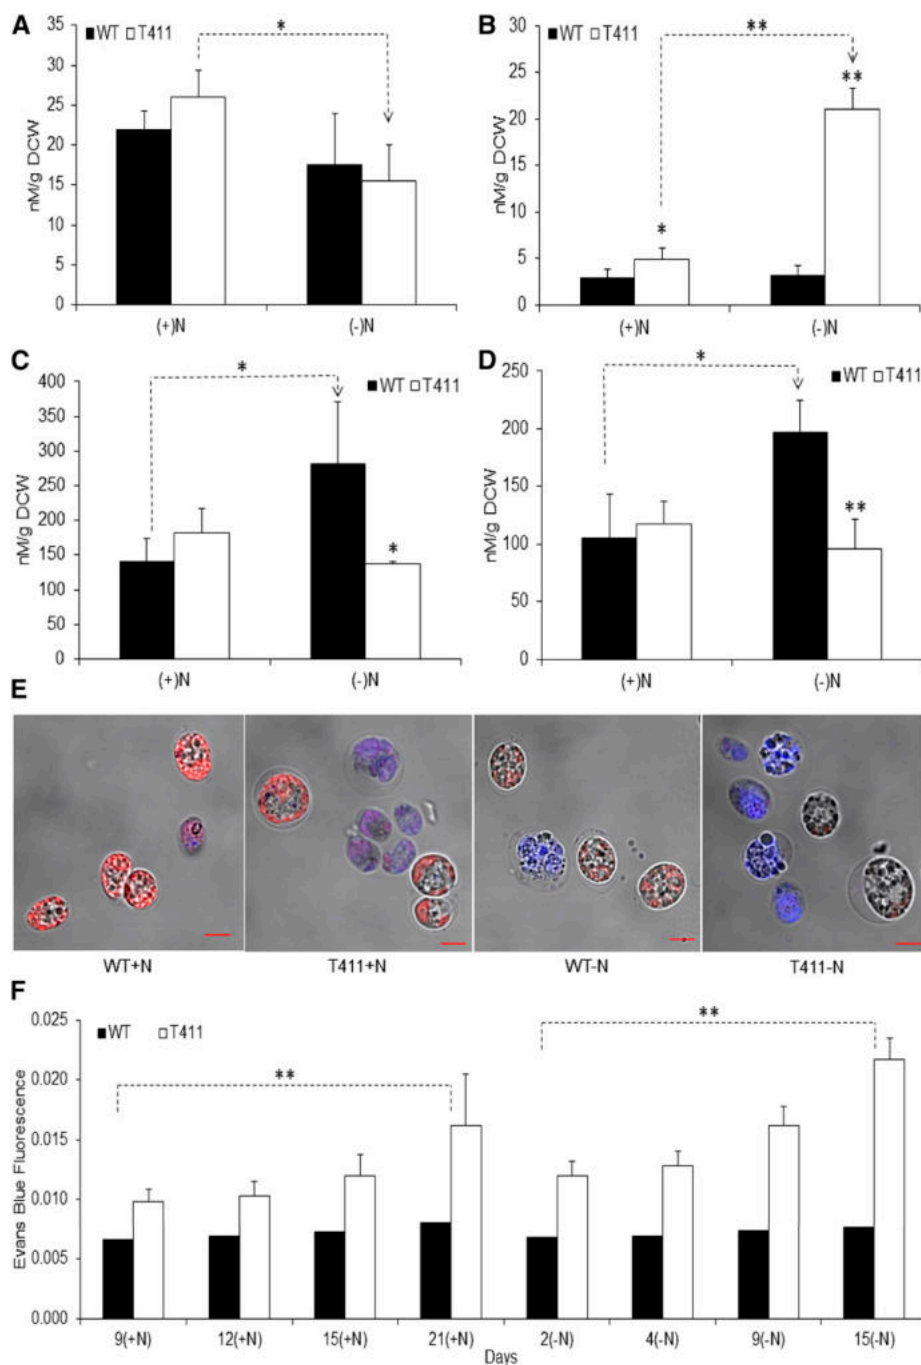 A
B
WT T411
*
nM/g DCW
35
30
25
20
15
10
5
0
(+)N
(-)N
WT T411
**
**
*
nM/g DCW
30
25
20
15
10
5
0
(+)N
(-)N
C
D
WT T411
*
*
nM/g DCW
400
350
300
250
200
150
100
50
0
(+)N
(-)N
WT T411
*
**
nM/g DCW
250
200
150
100
50
0
(+)N
(-)N
E
WT+N
T411+N
WT-N
T411-N
F
WT T411
**
**
Evans Blue Fluorescence
0.025
0.020
0.015
0.010
0.005
0.000
9(+N) 12(+N) 15(+N) 21(+N) 2(-N) 4(-N) 9(-N) 15(-N)
Days